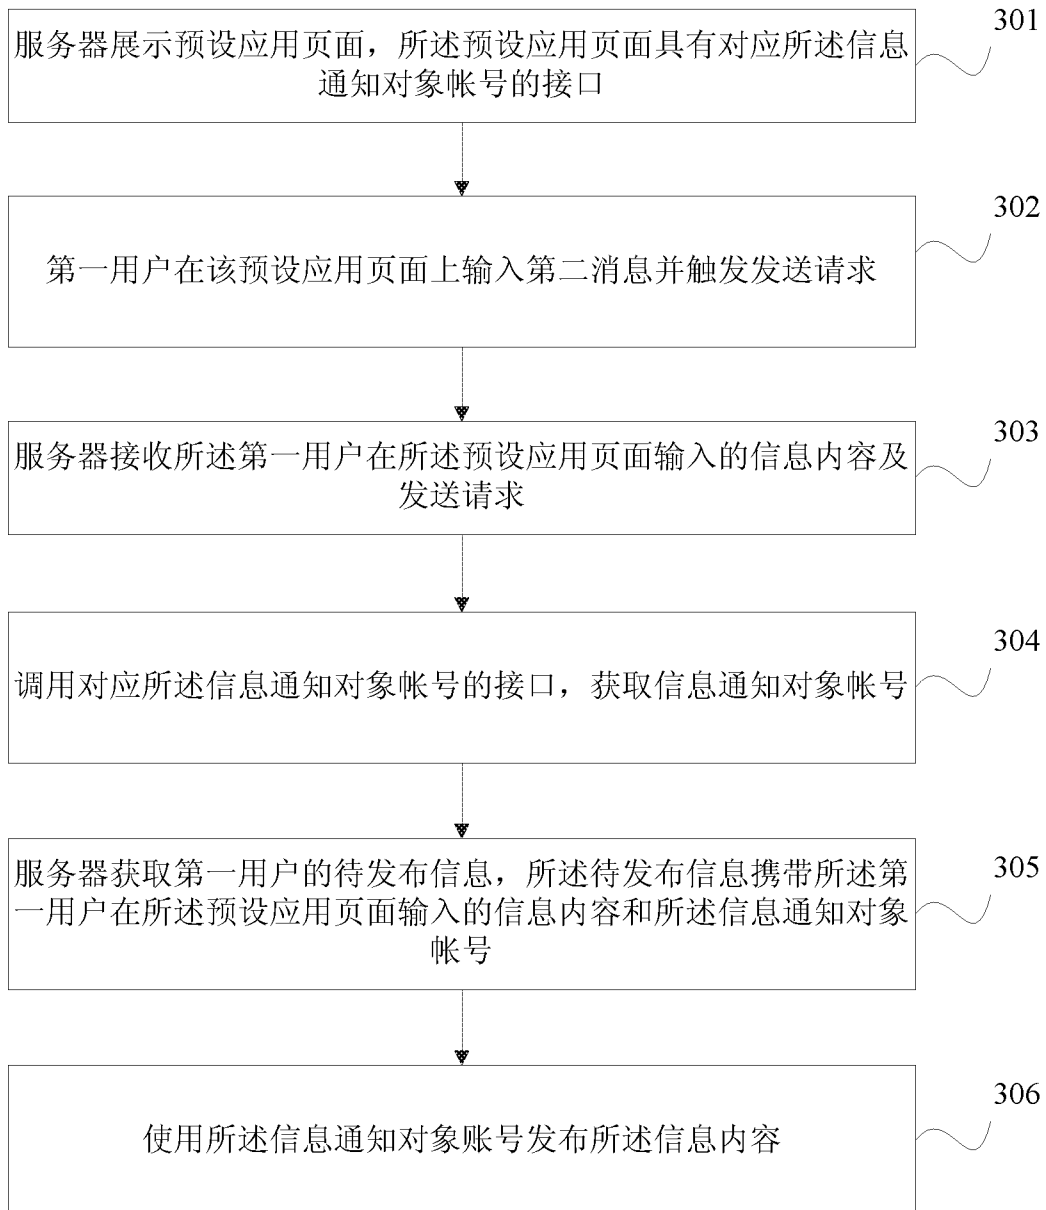 服务器展示预设应用页面，所述预设应用页面具有对应所述信息
通知对象帐号的接口
301
第一用户在该预设应用页面上输入第二消息并触发发送请求
302
服务器接收所述第一用户在所述预设应用页面输入的信息内容及
发送请求
303
调用对应所述信息通知对象帐号的接口，获取信息通知对象帐号
304
服务器获取第一用户的待发布信息，所述待发布信息携带所述第
一用户在所述预设应用页面输入的信息内容和所述信息通知对象
帐号
305
使用所述信息通知对象账号发布所述信息内容
306